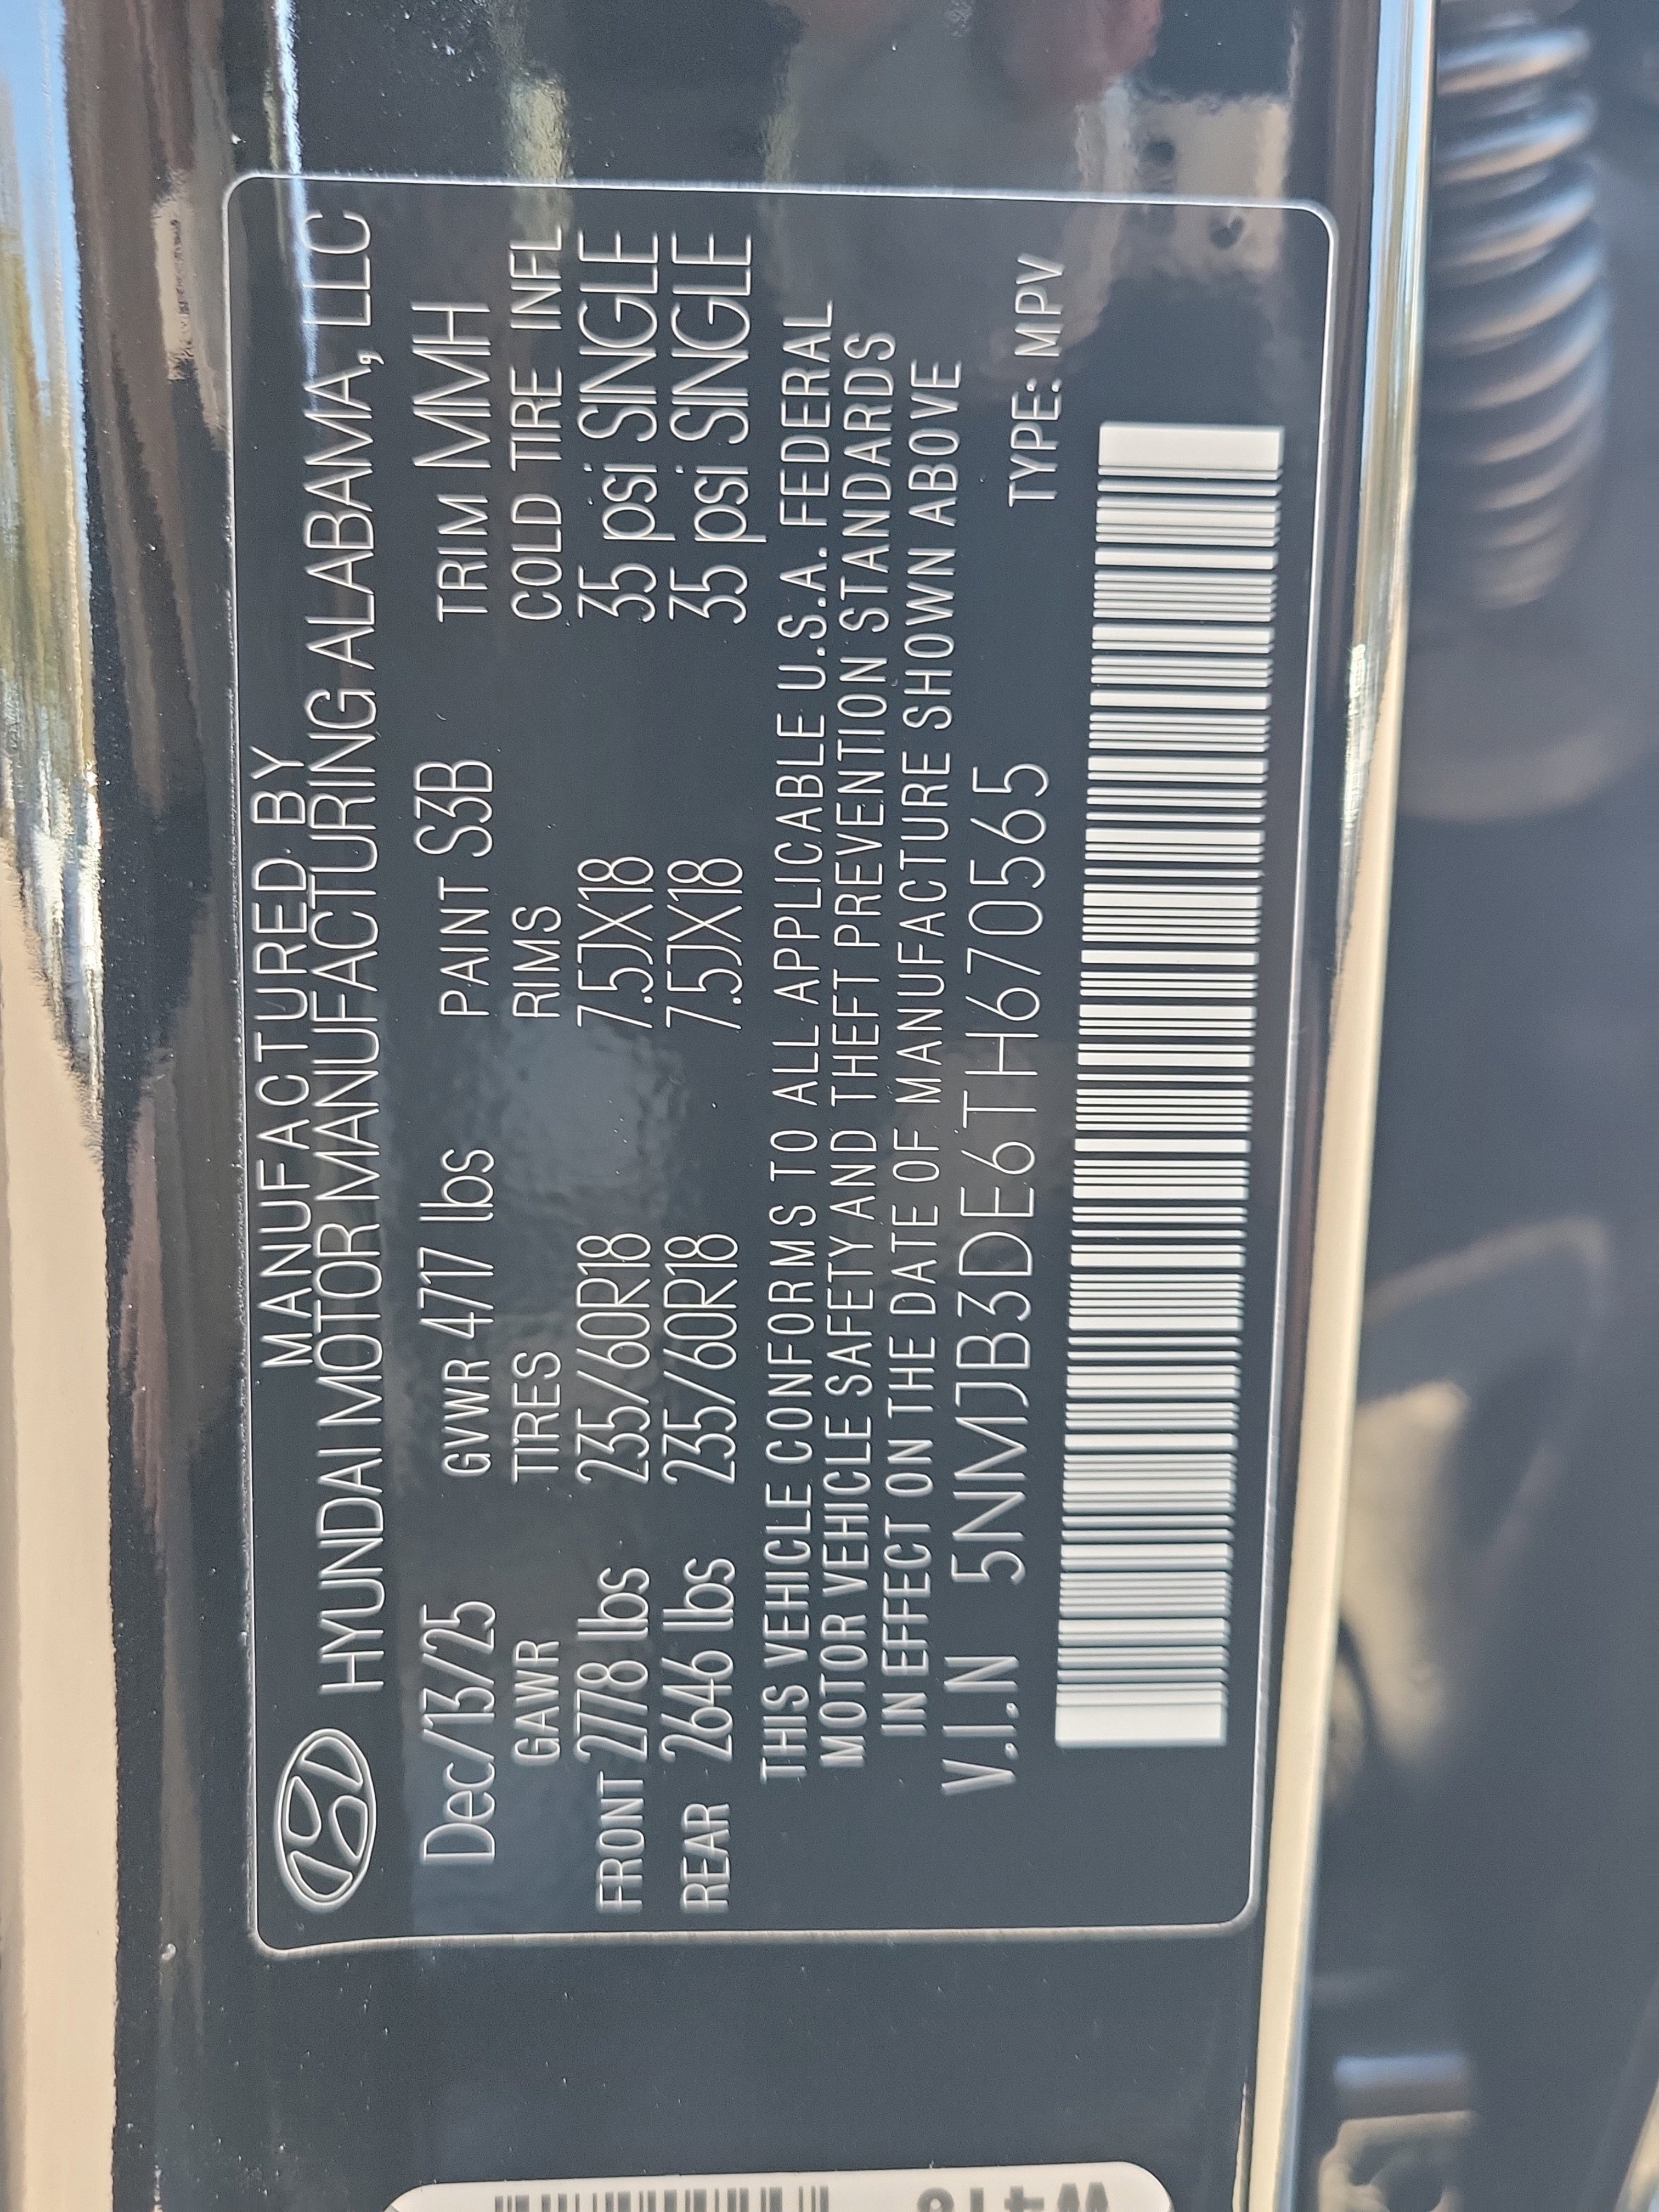 MANUFACTURED BY
HYUNDAI MOTOR MANUFACTURING ALABAMA, LLC
Dec/13/25 GVWR 4717 lbs PAINT S3B TRIM MMH
GAWR TIRES RIMS COLD TIRE INFL
FRONT 2778 lbs 235/60R18 7.5JX18 35 psi SINGLE
REAR 2646 lbs 235/60R18 7.5JX18 35 psi SINGLE
THIS VEHICLE CONFORMS TO ALL APPLICABLE U.S.A. FEDERAL
MOTOR VEHICLE SAFETY AND THEFT PREVENTION STANDARDS
IN EFFECT ON THE DATE OF MANUFACTURE SHOWN ABOVE
V.I.N 5NMJB3DE6TH670565 TYPE: MPV